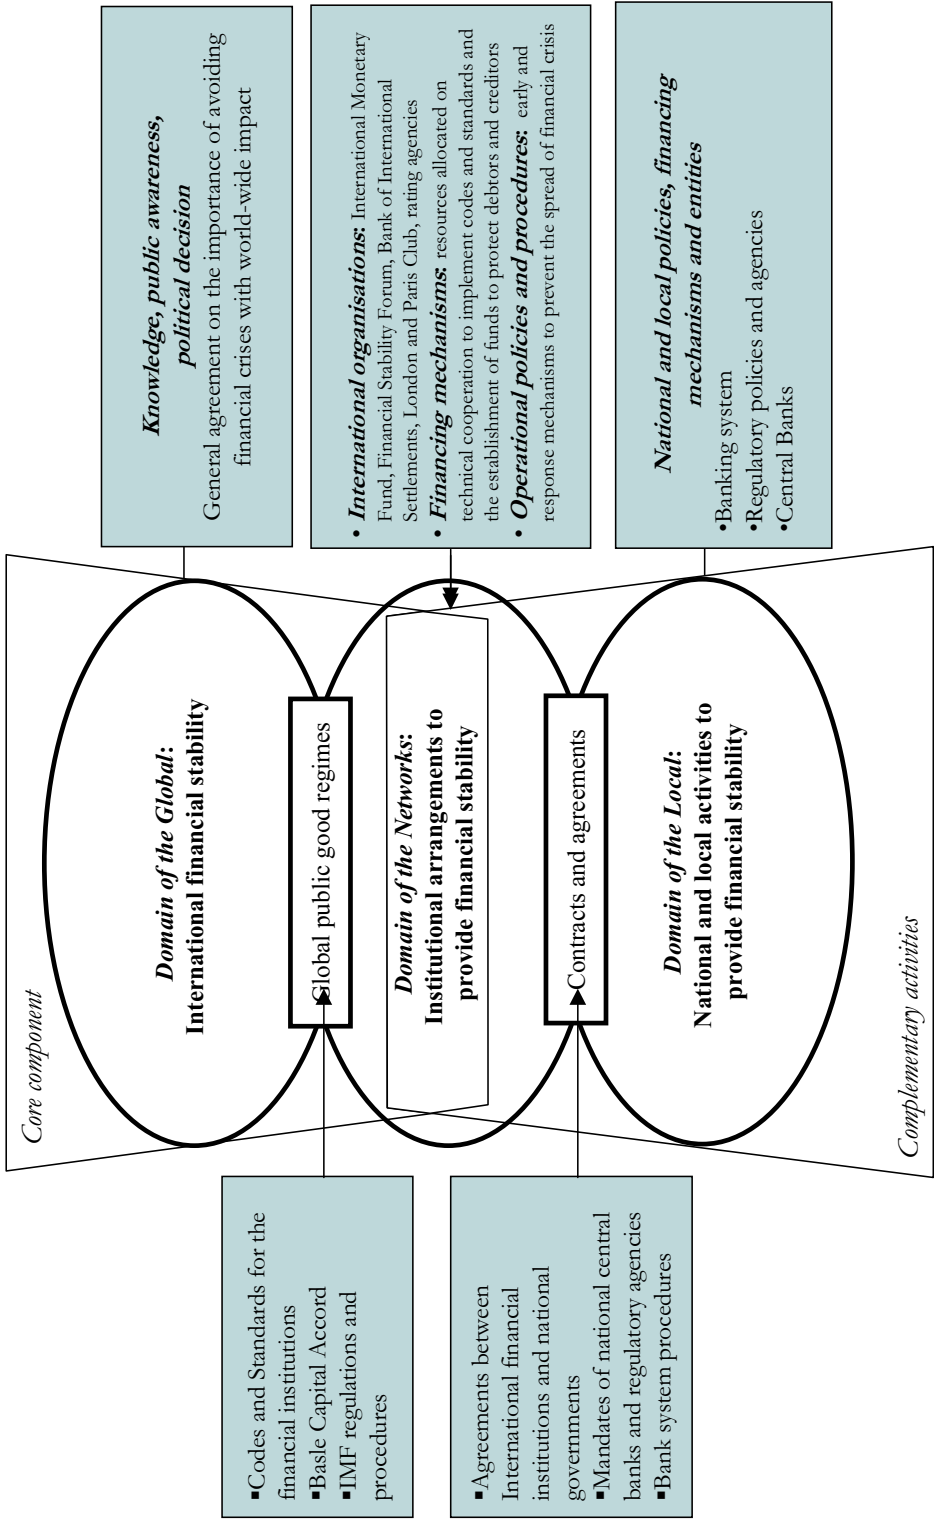 Core component
Domain of the Global:
International financial stability
Global public good regimes
Domain of the Networks:
Institutional arrangements to
provide financial stability
Contracts and agreements
Domain of the Local:
National and local activities to
provide financial stability
Complementary activities
▪Codes and Standards for the
financial institutions
▪Basle Capital Accord
▪IMF regulations and
procedures
▪Agreements between
International financial
institutions and national
governments
▪Mandates of national central
banks and regulatory agencies
▪Bank system procedures
Knowledge, public awareness,
political decision
General agreement on the importance of avoiding
financial crises with world-wide impact
• International organisations: International Monetary
Fund, Financial Stability Forum, Bank of International
Settlements, London and Paris Club, rating agencies
• Financing mechanisms: resources allocated on
technical cooperation to implement codes and standards and
the establishment of funds to protect debtors and creditors
• Operational policies and procedures: early and
response mechanisms to prevent the spread of financial crisis
National and local policies, financing
mechanisms and entities
•Banking system
•Regulatory policies and agencies
•Central Banks